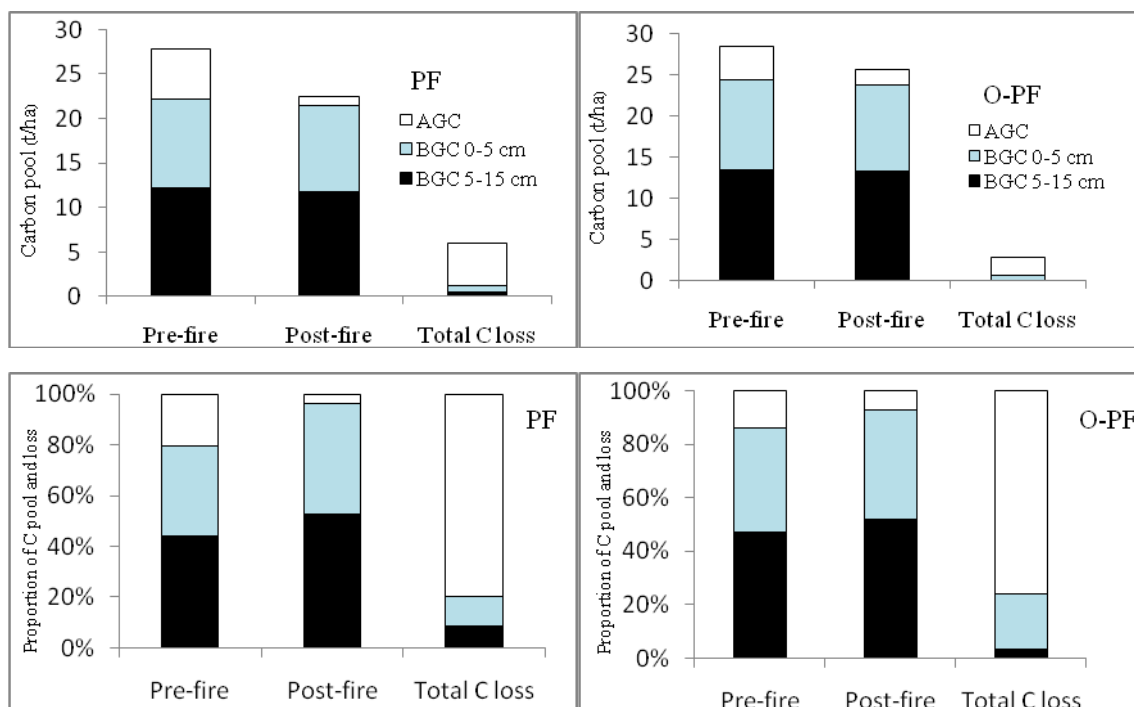 30
25
20
15
10
5
0
Carbon pool (t/ha)
PF
AGC
BGC 0-5 cm
BGC 5-15 cm
Pre-fire Post-fire Total C loss
30
25
20
15
10
5
0
Carbon pool (t/ha)
O-PF
AGC
BGC 0-5 cm
BGC 5-15 cm
Pre-fire Post-fire Total C loss
100%
80%
60%
40%
20%
0%
Proportion of C pool and loss
PF
Pre-fire Post-fire Total C loss
100%
80%
60%
40%
20%
0%
Proportion of C pool and loss
O-PF
Pre-fire Post-fire Total C loss